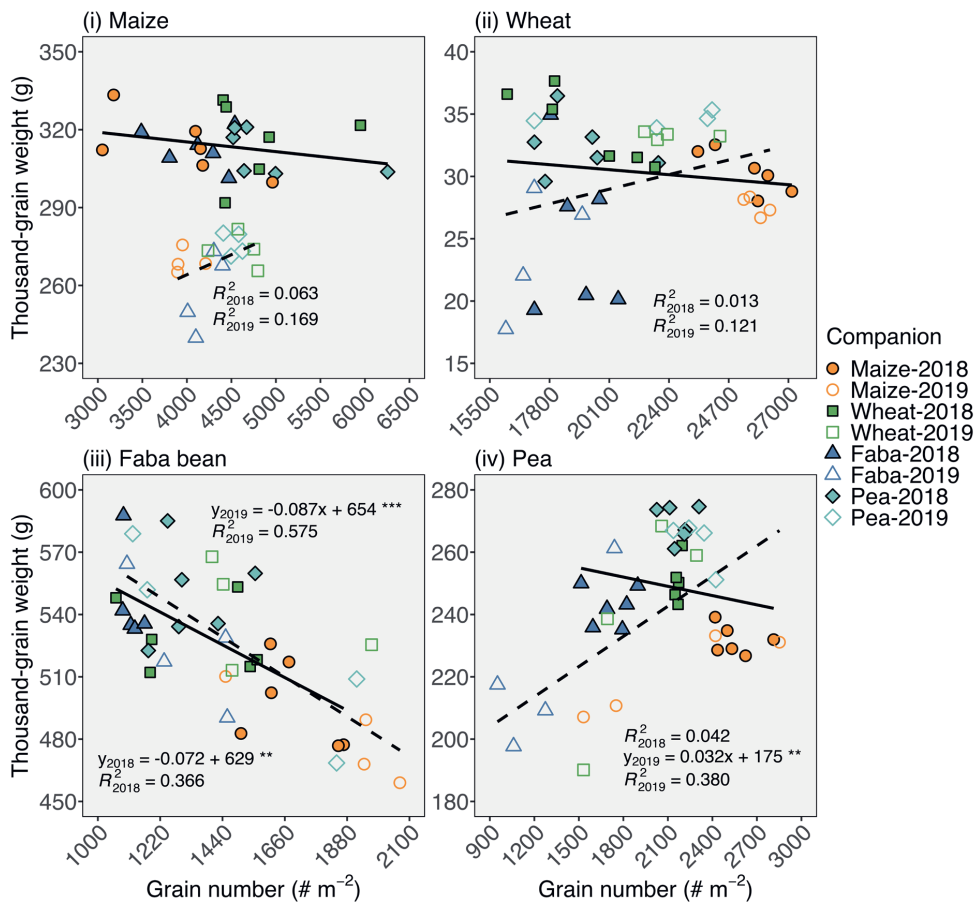 (i) Maize
(ii) Wheat
Thousand-grain weight (g)
350
320
290
260
230
R²2018 = 0.063
R²2019 = 0.169
3000 3500 4000 4500 5000 5500 6000 6500
40
35
30
25
20
15
R²2018 = 0.013
R²2019 = 0.121
15500 17800 20100 22400 24700 27000
(iii) Faba bean
(iv) Pea
Thousand-grain weight (g)
600
570
540
510
480
450
y2019 = -0.087x + 654 ***
R²2019 = 0.575
y2018 = -0.072 + 629 **
R²2018 = 0.366
1000 1220 1440 1660 1880 2100
Grain number (# m⁻²)
280
260
240
220
200
180
R²2018 = 0.042
y2019 = 0.032x + 175 **
R²2019 = 0.380
900 1200 1500 1800 2100 2400 2700 3000
Grain number (# m⁻²)
Companion
Maize-2018
Maize-2019
Wheat-2018
Wheat-2019
Faba-2018
Faba-2019
Pea-2018
Pea-2019